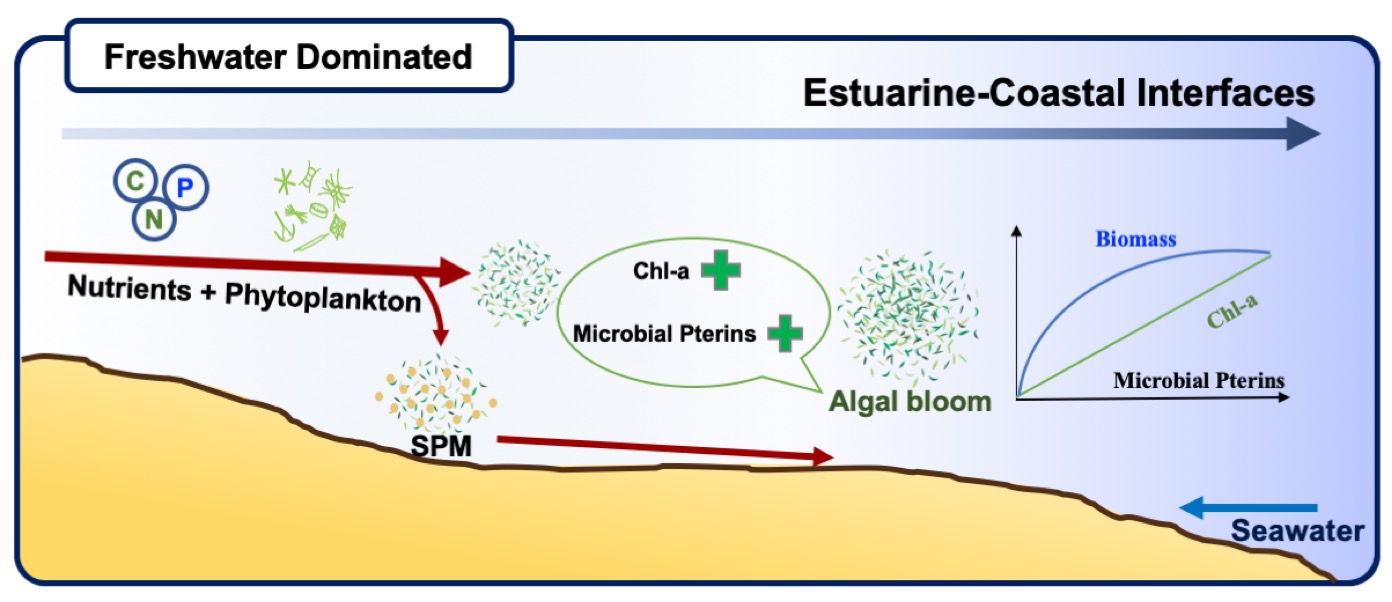 Freshwater Dominated
Estuarine-Coastal Interfaces
C
P
N
Nutrients + Phytoplankton
SPM
Chl-a
Microbial Pterins
Algal bloom
Biomass
Chl-a
Microbial Pterins
Seawater